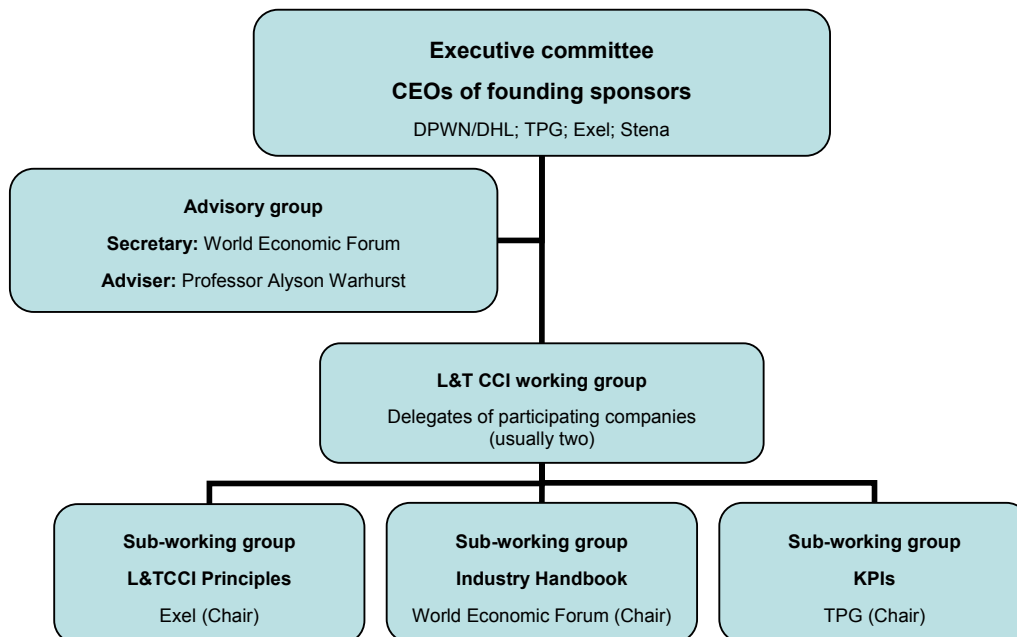 Executive committee
CEOs of founding sponsors
DPWN/DHL; TPG; Exel; Stena
Advisory group
Secretary: World Economic Forum
Adviser: Professor Alyson Warhurst
L&T CCI working group
Delegates of participating companies
(usually two)
Sub-working group
L&TCCI Principles
Exel (Chair)
Sub-working group
Industry Handbook
World Economic Forum (Chair)
Sub-working group
KPIs
TPG (Chair)